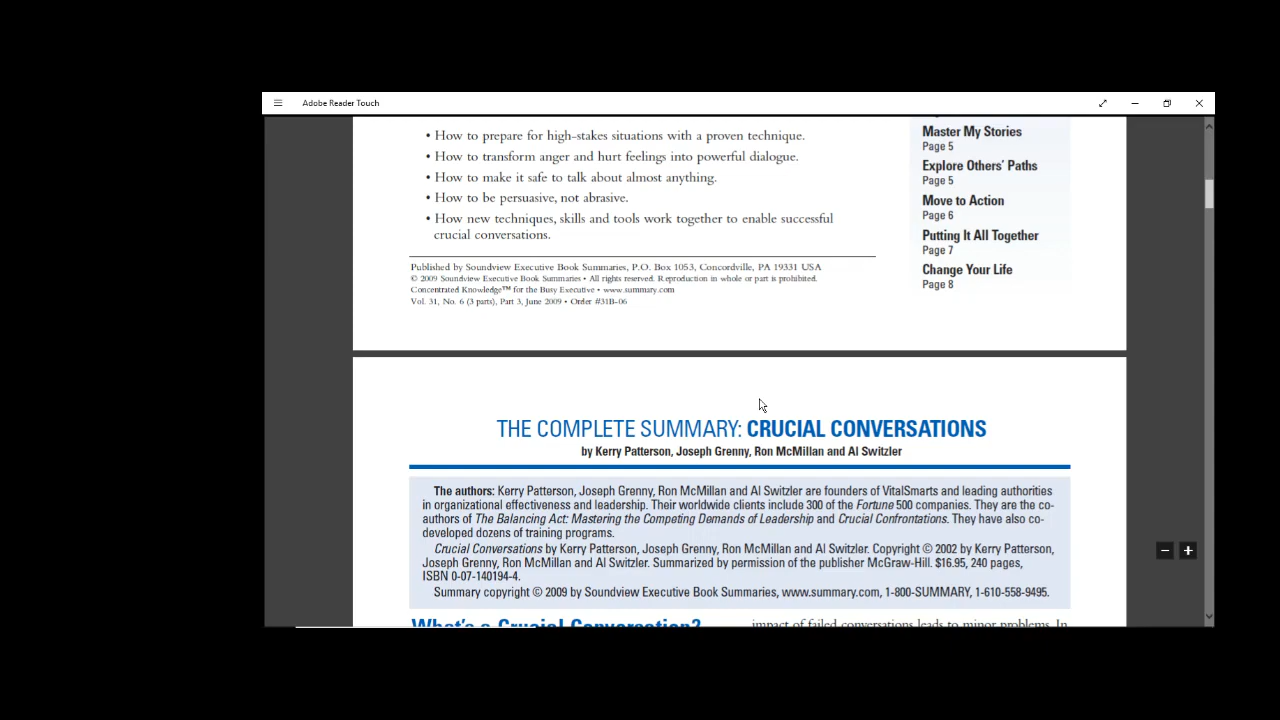 Adobe Reader Touch
• How to prepare for high-stakes situations with a proven technique.
• How to transform anger and hurt feelings into powerful dialogue.
• How to make it safe to talk about almost anything.
• How to be persuasive, not abrasive.
• How new techniques, skills and tools work together to enable successful
crucial conversations.
Published by Soundview Executive Book Summaries, P.O. Box 1053, Concordville, PA 19331 USA
© 2009 Soundview Executive Book Summaries • All rights reserved. Reproduction in whole or part is prohibited.
Concentrated Knowledge™ for the Busy Executive • www.summary.com
Vol. 31, No. 6 (3 parts), Part 3, June 2009 • Order #31B-06
Master My Stories
Page 5
Explore Others' Paths
Page 5
Move to Action
Page 6
Putting It All Together
Page 7
Change Your Life
Page 8
THE COMPLETE SUMMARY: CRUCIAL CONVERSATIONS
by Kerry Patterson, Joseph Grenny, Ron McMillan and Al Switzler
The authors: Kerry Patterson, Joseph Grenny, Ron McMillan and Al Switzler are founders of VitalSmarts and leading authorities
in organizational effectiveness and leadership. Their worldwide clients include 300 of the Fortune 500 companies. They are the co-
authors of The Balancing Act: Mastering the Competing Demands of Leadership and Crucial Confrontations. They have also co-
developed dozens of training programs.
Crucial Conversations by Kerry Patterson, Joseph Grenny, Ron McMillan and Al Switzler. Copyright © 2002 by Kerry Patterson,
Joseph Grenny, Ron McMillan and Al Switzler. Summarized by permission of the publisher McGraw-Hill. $16.95, 240 pages,
ISBN 0-07-140194-4.
Summary copyright © 2009 by Soundview Executive Book Summaries, www.summary.com, 1-800-SUMMARY, 1-610-558-9495.
What's a Crucial Conversation?
impact of failed conversations leads to minor problems. In